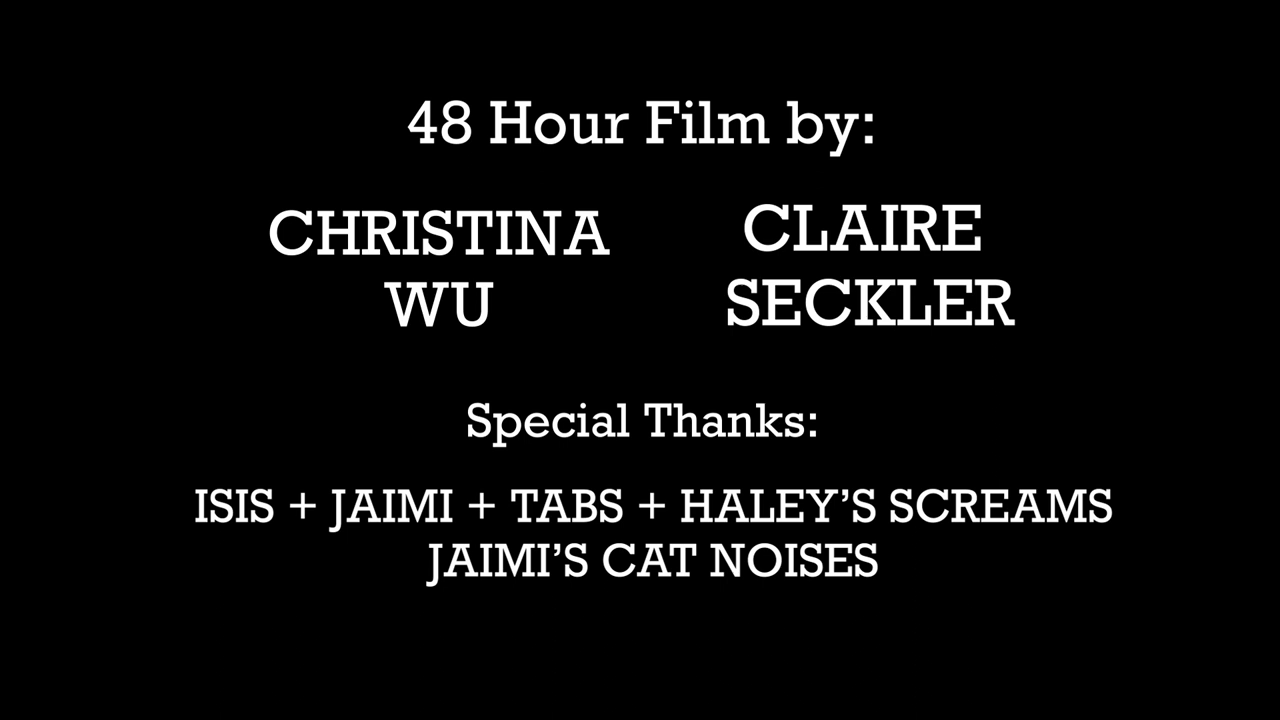 48 Hour Film by:
CHRISTINA
WU
CLAIRE
SECKLER
Special Thanks:
ISIS + JAIMI + TABS + HALEY’S SCREAMS
JAIMI’S CAT NOISES